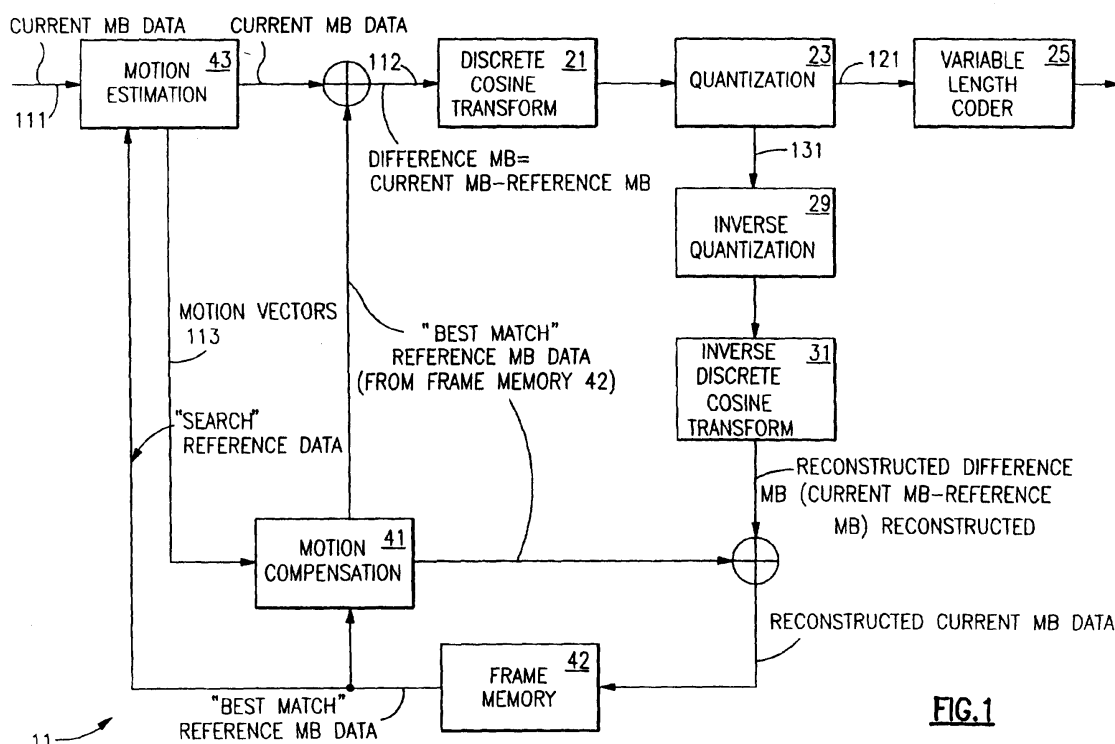 CURRENT MB DATA
CURRENT MB DATA
111
43
MOTION
ESTIMATION
112
21
DISCRETE
COSINE
TRANSFORM
23
QUANTIZATION
121
25
VARIABLE
LENGTH
CODER
DIFFERENCE MB=
CURRENT MB-REFERENCE MB
131
29
INVERSE
QUANTIZATION
MOTION VECTORS
113
"BEST MATCH"
REFERENCE MB DATA
(FROM FRAME MEMORY 42)
31
INVERSE
DISCRETE
COSINE
TRANSFORM
"SEARCH"
REFERENCE DATA
RECONSTRUCTED DIFFERENCE
MB (CURRENT MB-REFERENCE
MB) RECONSTRUCTED
41
MOTION
COMPENSATION
RECONSTRUCTED CURRENT MB DATA
42
FRAME
MEMORY
"BEST MATCH"
REFERENCE MB DATA
11
FIG.1